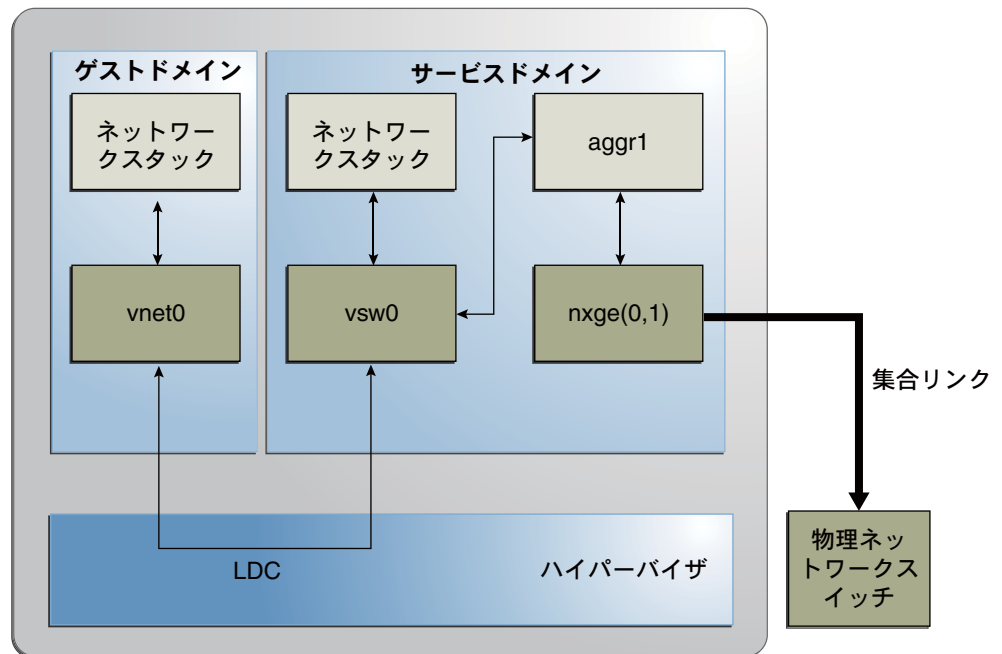 ゲストドメイン
サービスドメイン
ネットワー
クスタック
ネットワー
クスタック
aggr1
vnet0
vsw0
nxge(0,1)
集合リンク
LDC
ハイパーバイザ
物理ネッ
トワークス
イッチ